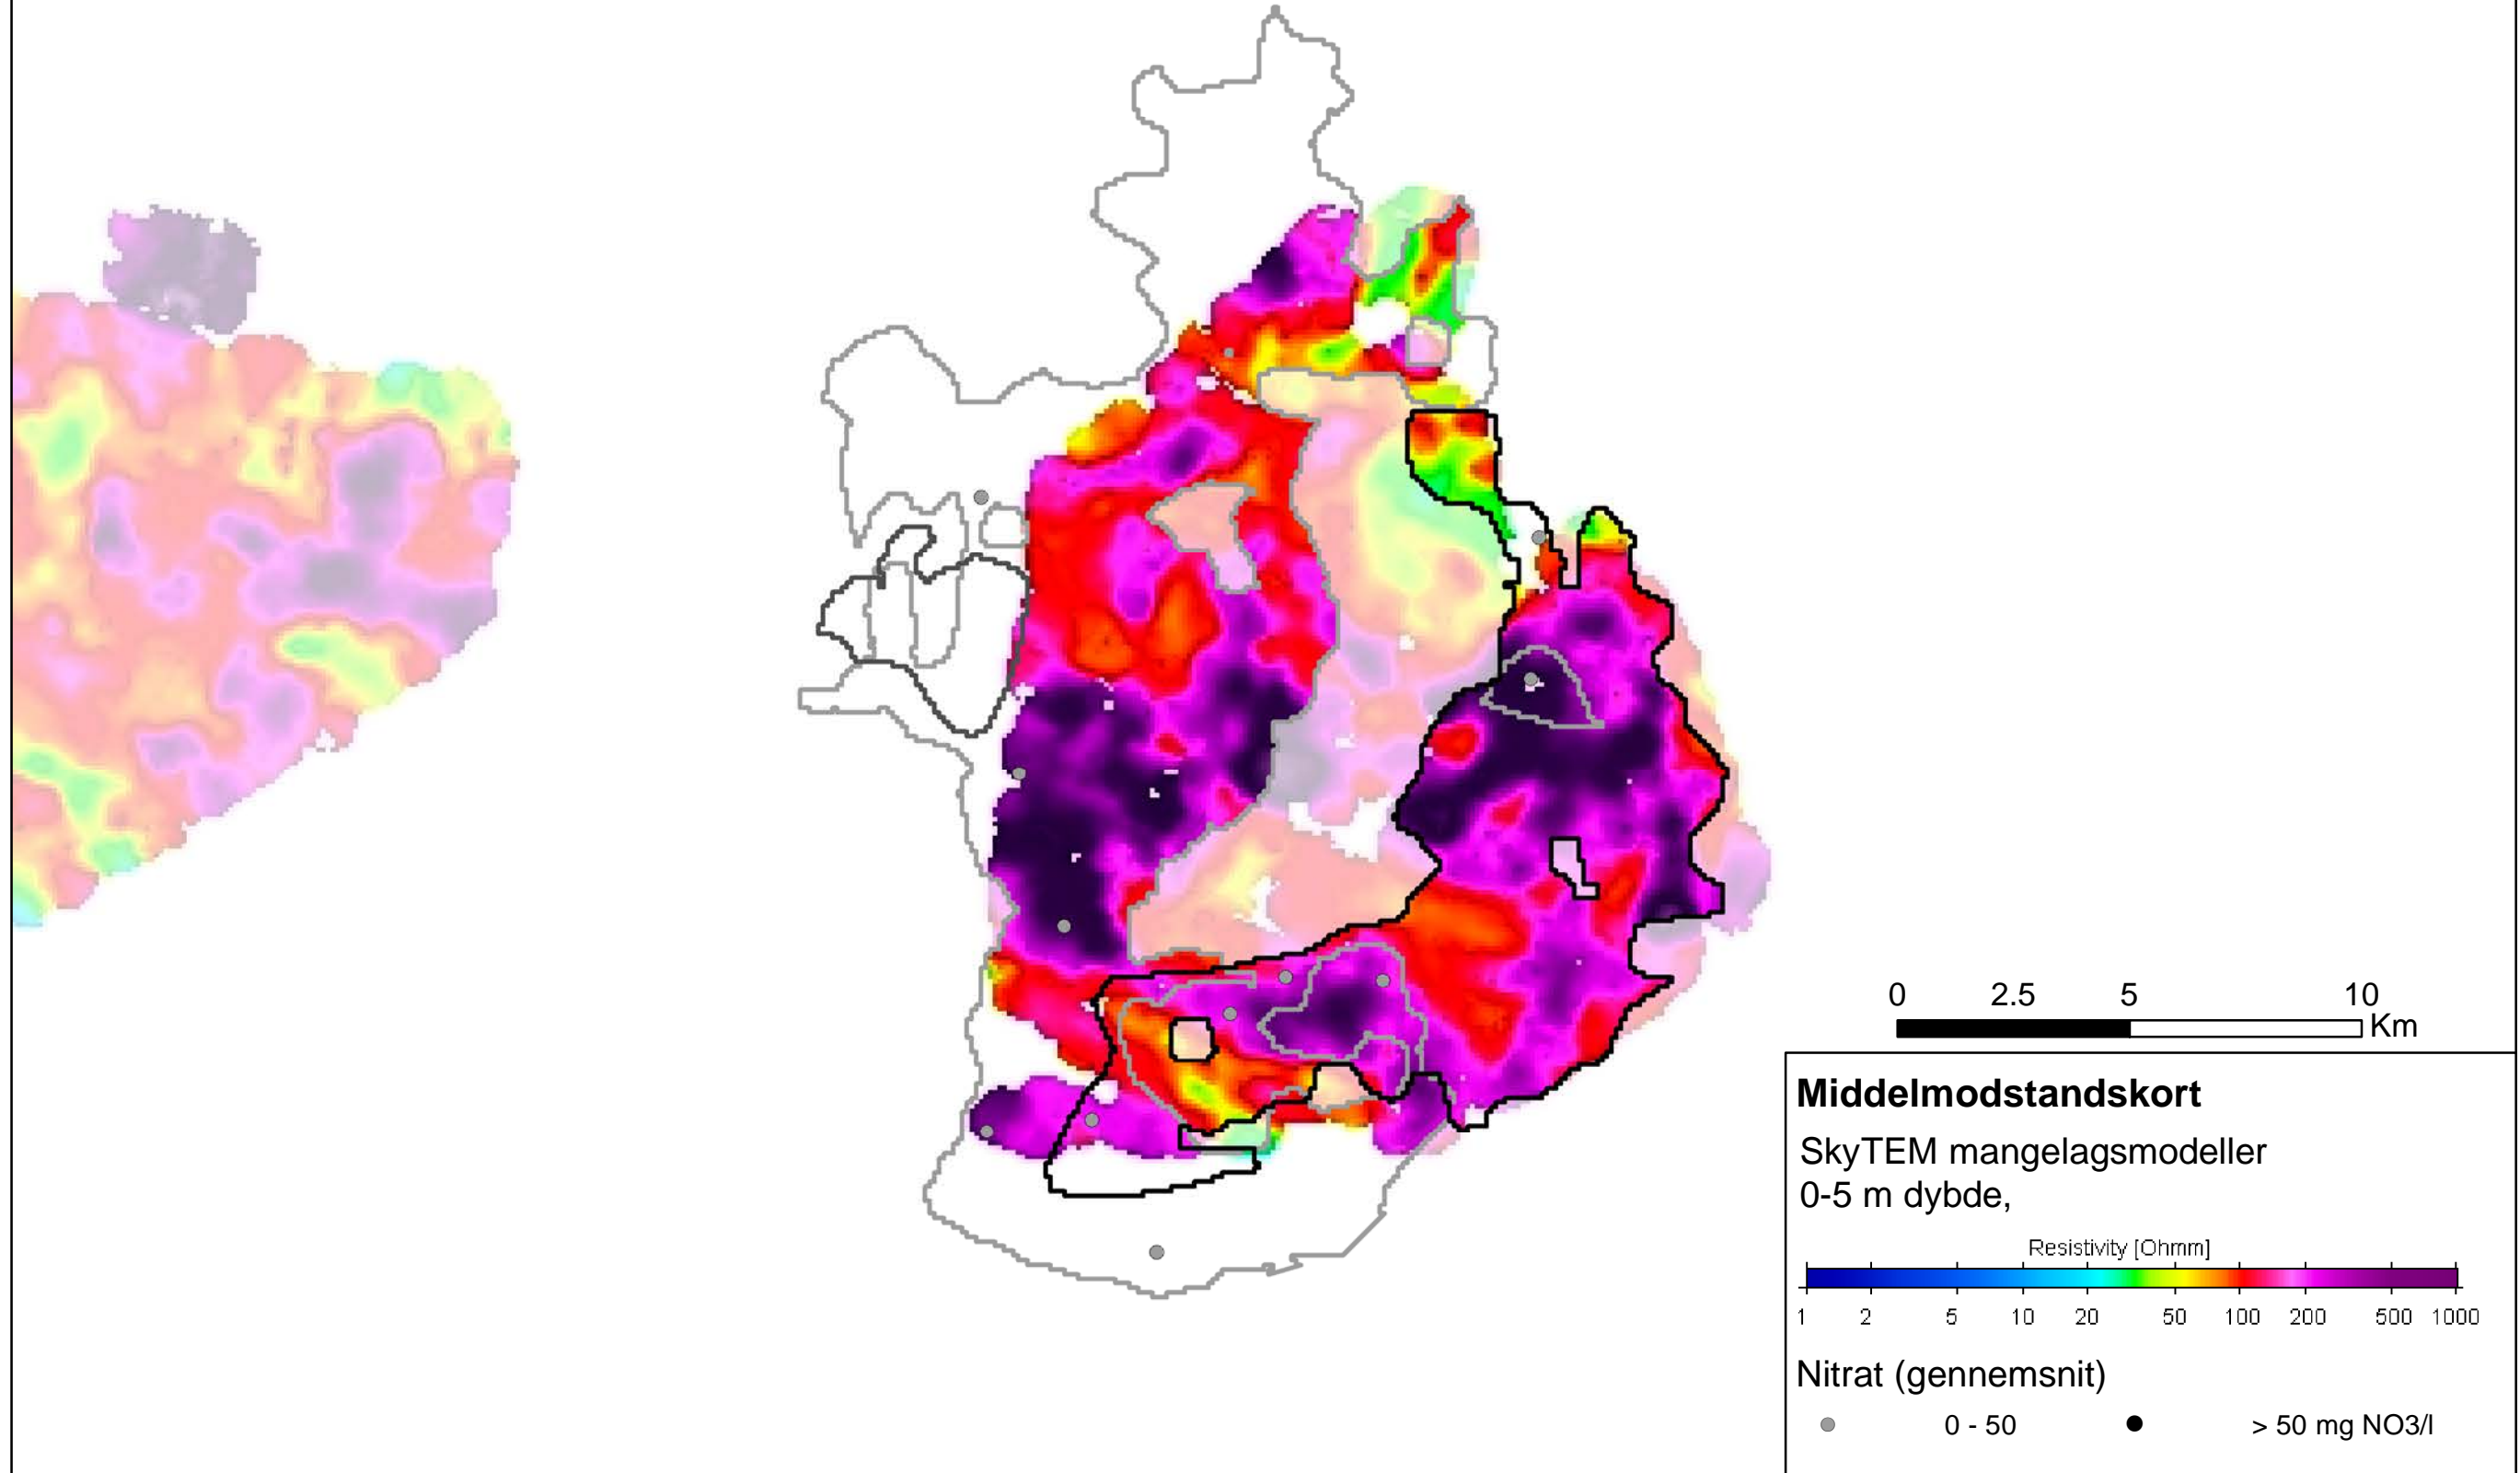 0 2.5 5 10
Km
Middelmodstandskort
SkyTEM mangelagsmodeller
0-5 m dybde,
Resistivity [Ohmm]
1 2 5 10 20 50 100 200 500 1000
Nitrat (gennemsnit)
0 - 50 > 50 mg NO3/l